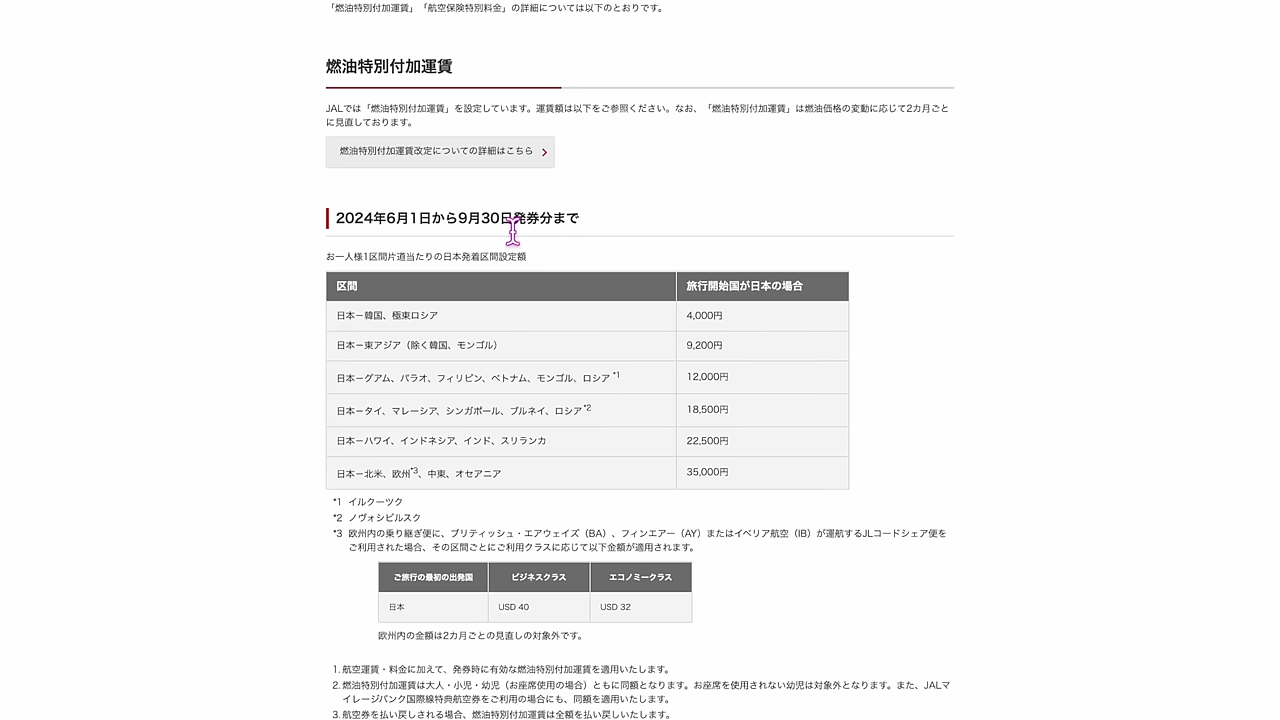 「燃油特別付加運賃」「航空保険特別料金」の詳細については以下のとおりです。
燃油特別付加運賃
JALでは「燃油特別付加運賃」を設定しています。運賃額は以下をご参照ください。なお、「燃油特別付加運賃」は燃油価格の変動に応じて2カ月ごと
に見直しております。
燃油特別付加運賃改定についての詳細はこちら
2024年6月1日から9月30日発券分まで
お一人様1区間片道当たりの日本発着区間設定額
区間 旅行開始国が日本の場合
日本－韓国、極東ロシア 4,000円
日本－東アジア（除く韓国、モンゴル） 9,200円
日本－グアム、パラオ、フィリピン、ベトナム、モンゴル、ロシア *1 12,000円
日本－タイ、マレーシア、シンガポール、ブルネイ、ロシア*2 18,500円
日本－ハワイ、インドネシア、インド、スリランカ 22,500円
日本－北米、欧州*3、中東、オセアニア 35,000円
*1 イルクーツク
*2 ノヴォシビルスク
*3 欧州内の乗り継ぎ便に、ブリティッシュ・エアウェイズ（BA）、フィンエアー（AY）またはイベリア航空（IB）が運航するJLコードシェア便を
ご利用された場合、その区間ごとにご利用クラスに応じて以下金額が適用されます。
ご旅行の最初の出発国 ビジネスクラス エコノミークラス
日本 USD 40 USD 32
欧州内の金額は2カ月ごとの見直しの対象外です。
1. 航空運賃・料金に加えて、発券時に有効な燃油特別付加運賃を適用いたします。
2. 燃油特別付加運賃は大人・小児・幼児（お座席使用の場合）ともに同額となります。お座席を使用されない幼児は対象外となります。また、JALマ
イレージバンク国際線特典航空券をご利用の場合にも、同額を適用いたします。
3. 航空券を払い戻しされる場合、燃油特別付加運賃は全額を払い戻しいたします。